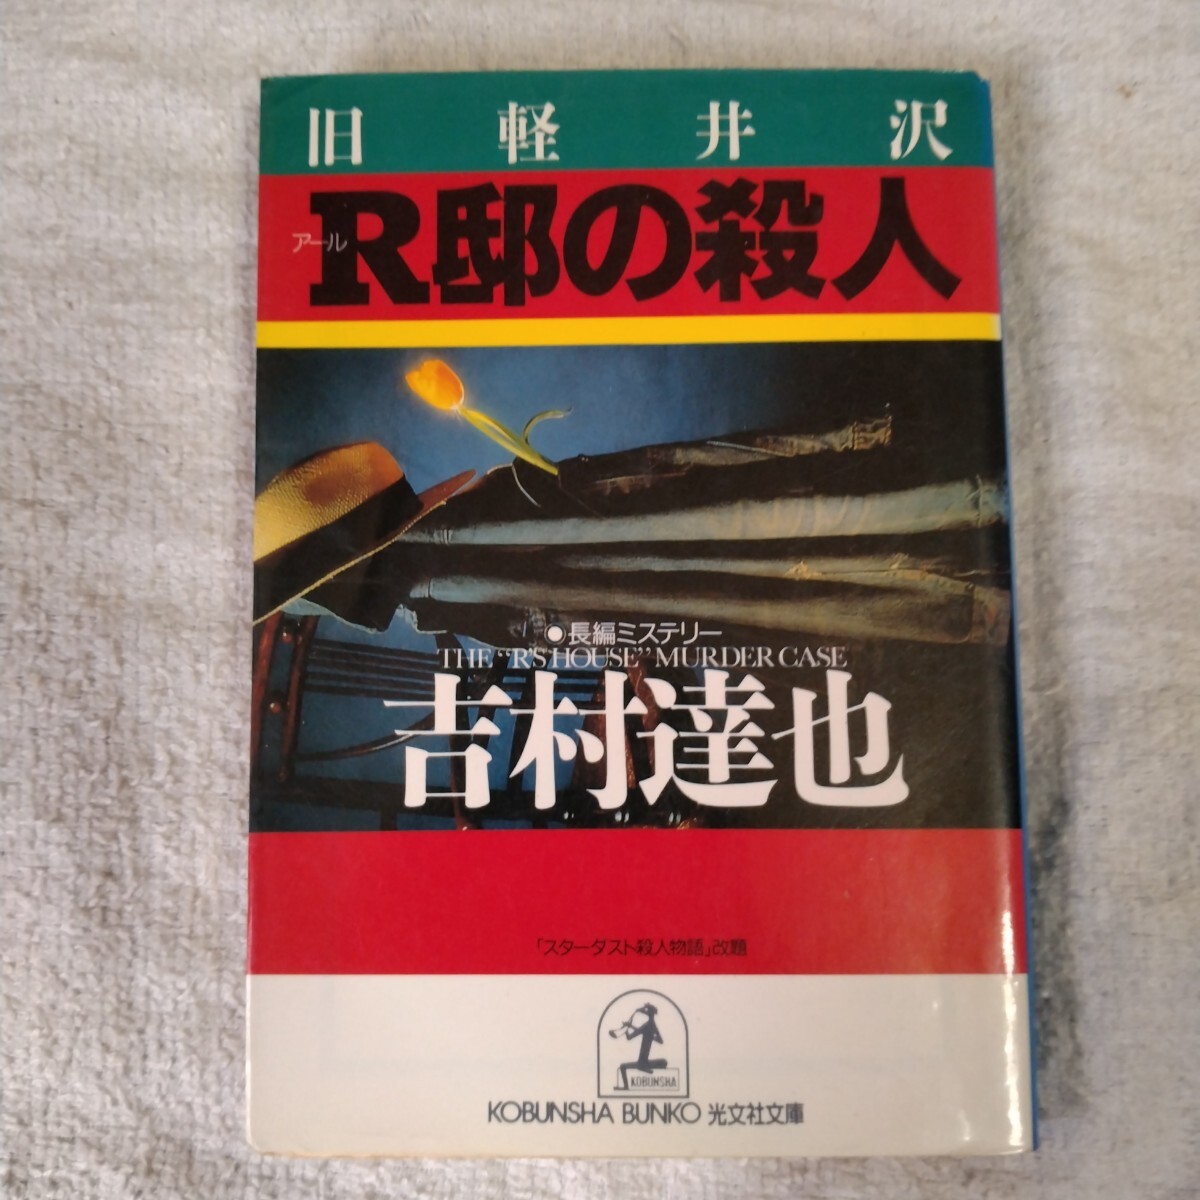 旧軽井沢
アール
R邸の殺人
●長編ミステリー
THE "R'S HOUSE" MURDER CASE
吉村達也
「スターダスト殺人物語」改題
KOBUNSHA
KOBUNSHA BUNKO 光文社文庫